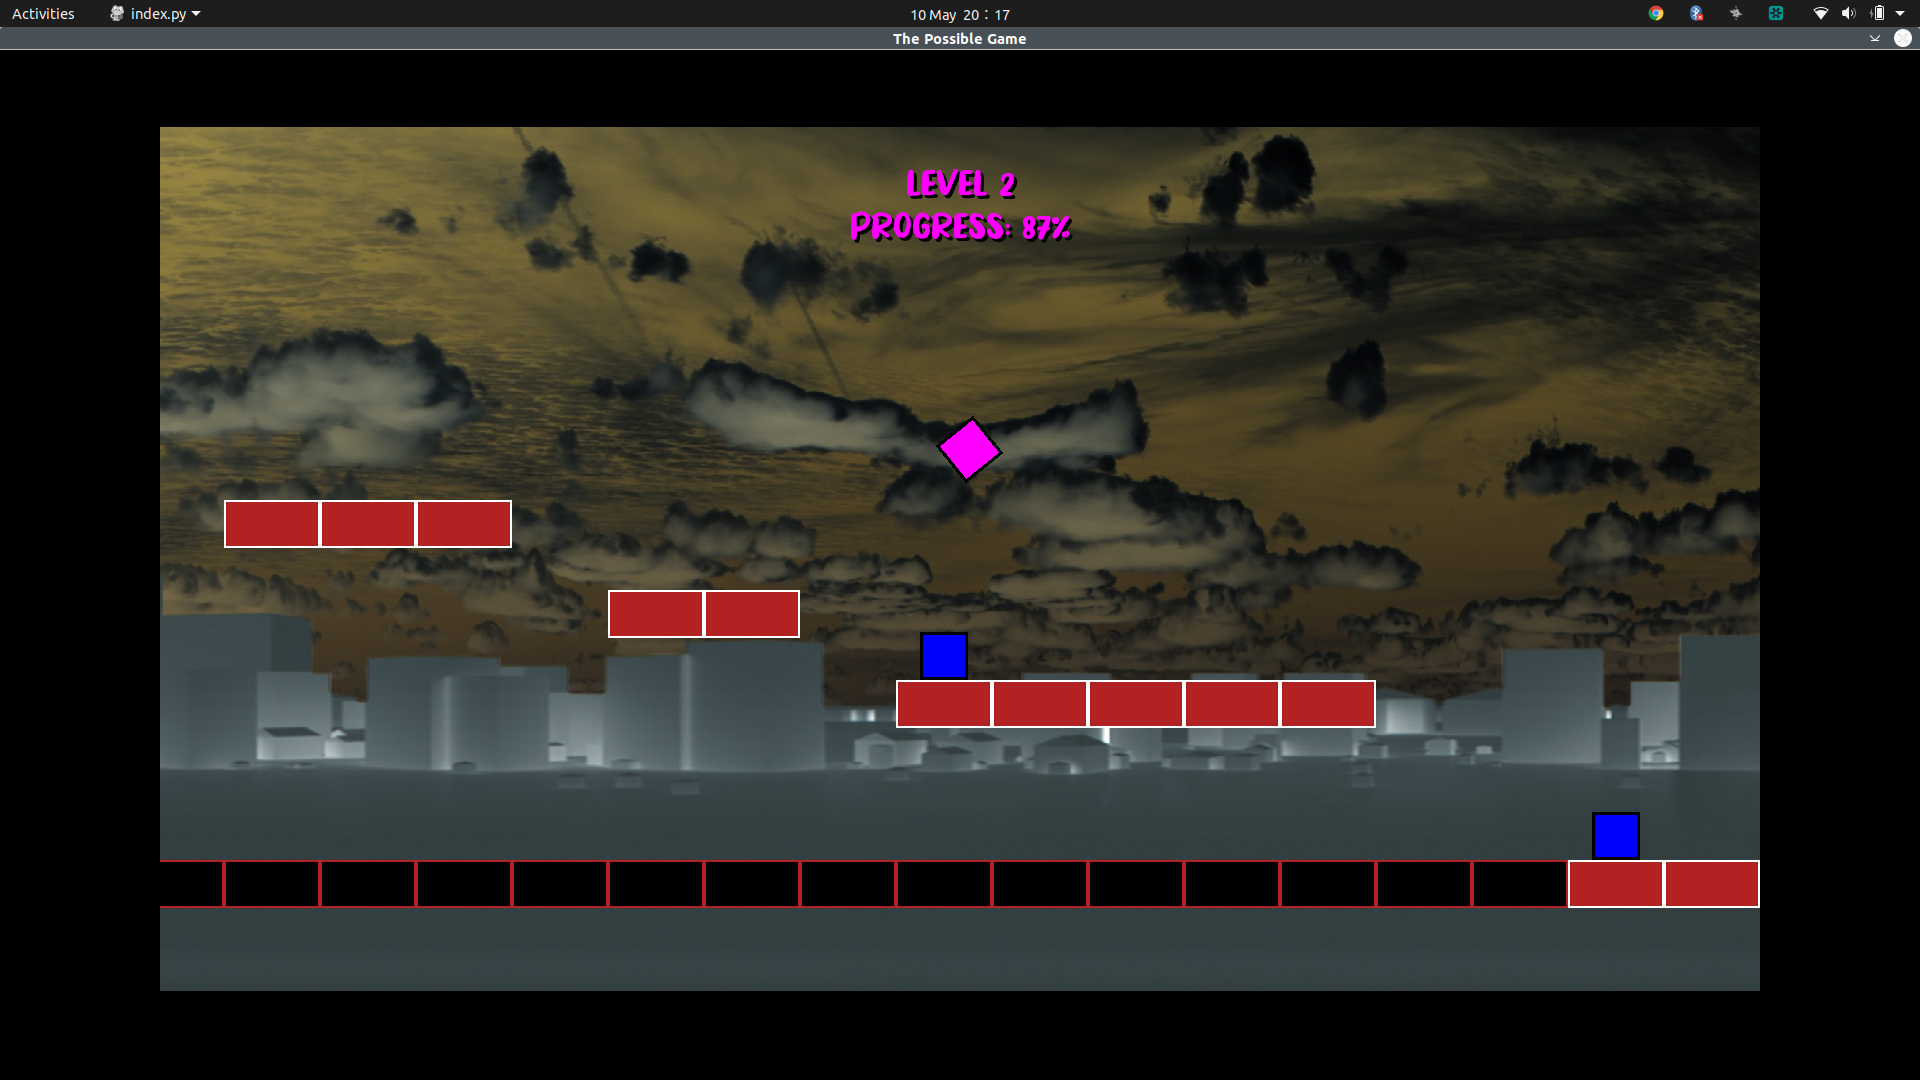 Activities
index.py
10 May 20:17
The Possible Game
LEVEL 2
PROGRESS: 87%